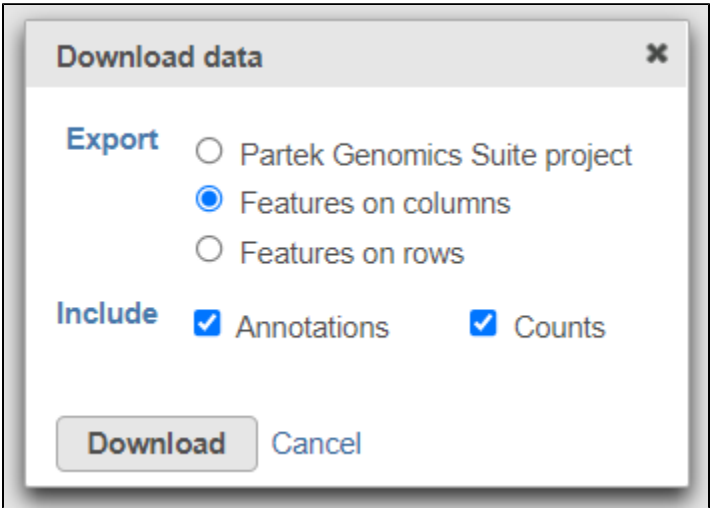 Download data
Export
Partek Genomics Suite project
Features on columns
Features on rows
Include
Annotations
Counts
Download
Cancel